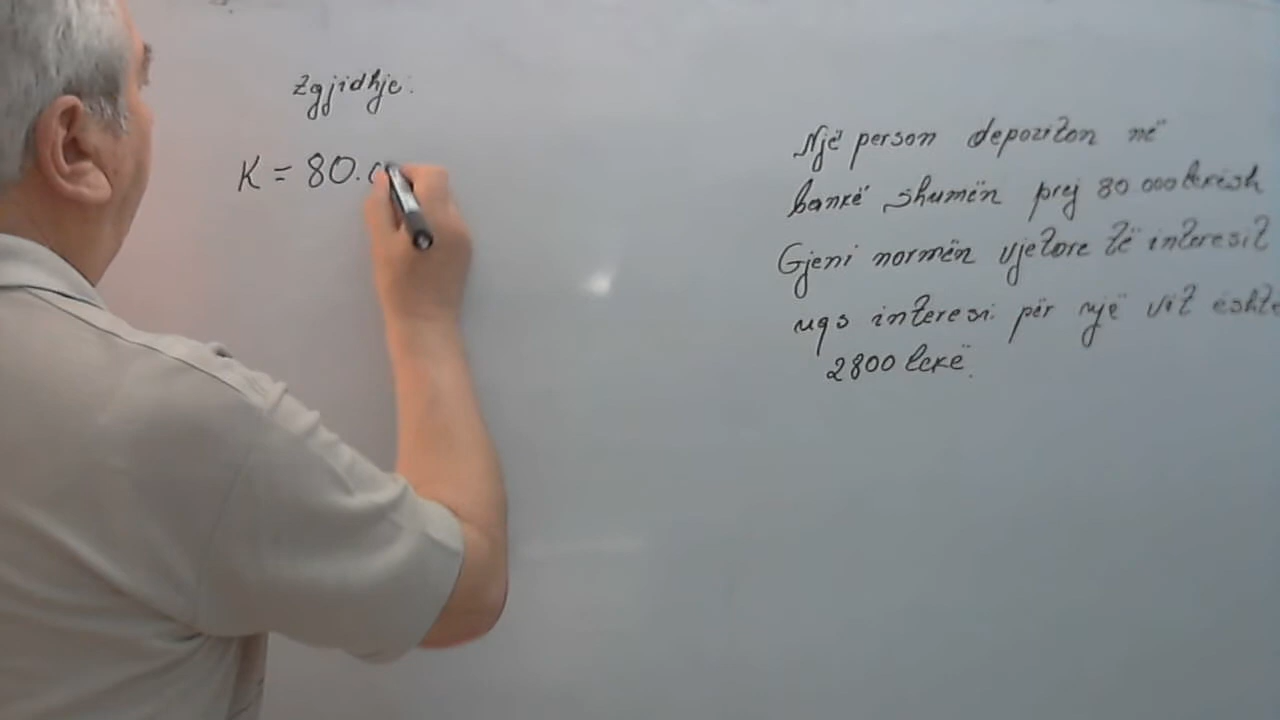 Zgjidhje:
K = 80.
Një person depoziton në
bankë shumën prej 80 000 lekësh
Gjeni normën vjetore të interesit
nqs interesi për një vit është
2800 lekë.